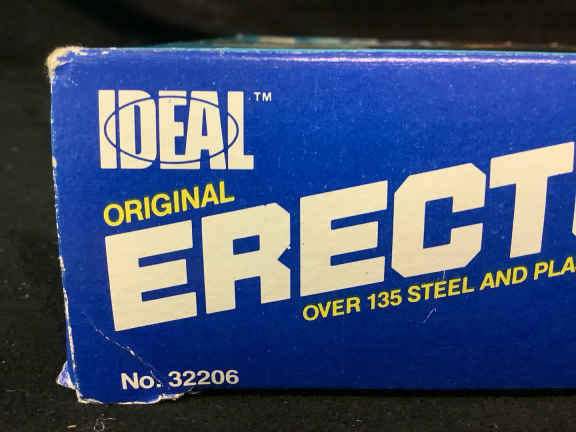 IDEAL™
ORIGINAL
ERECT
OVER 135 STEEL AND PLA
No. 32206